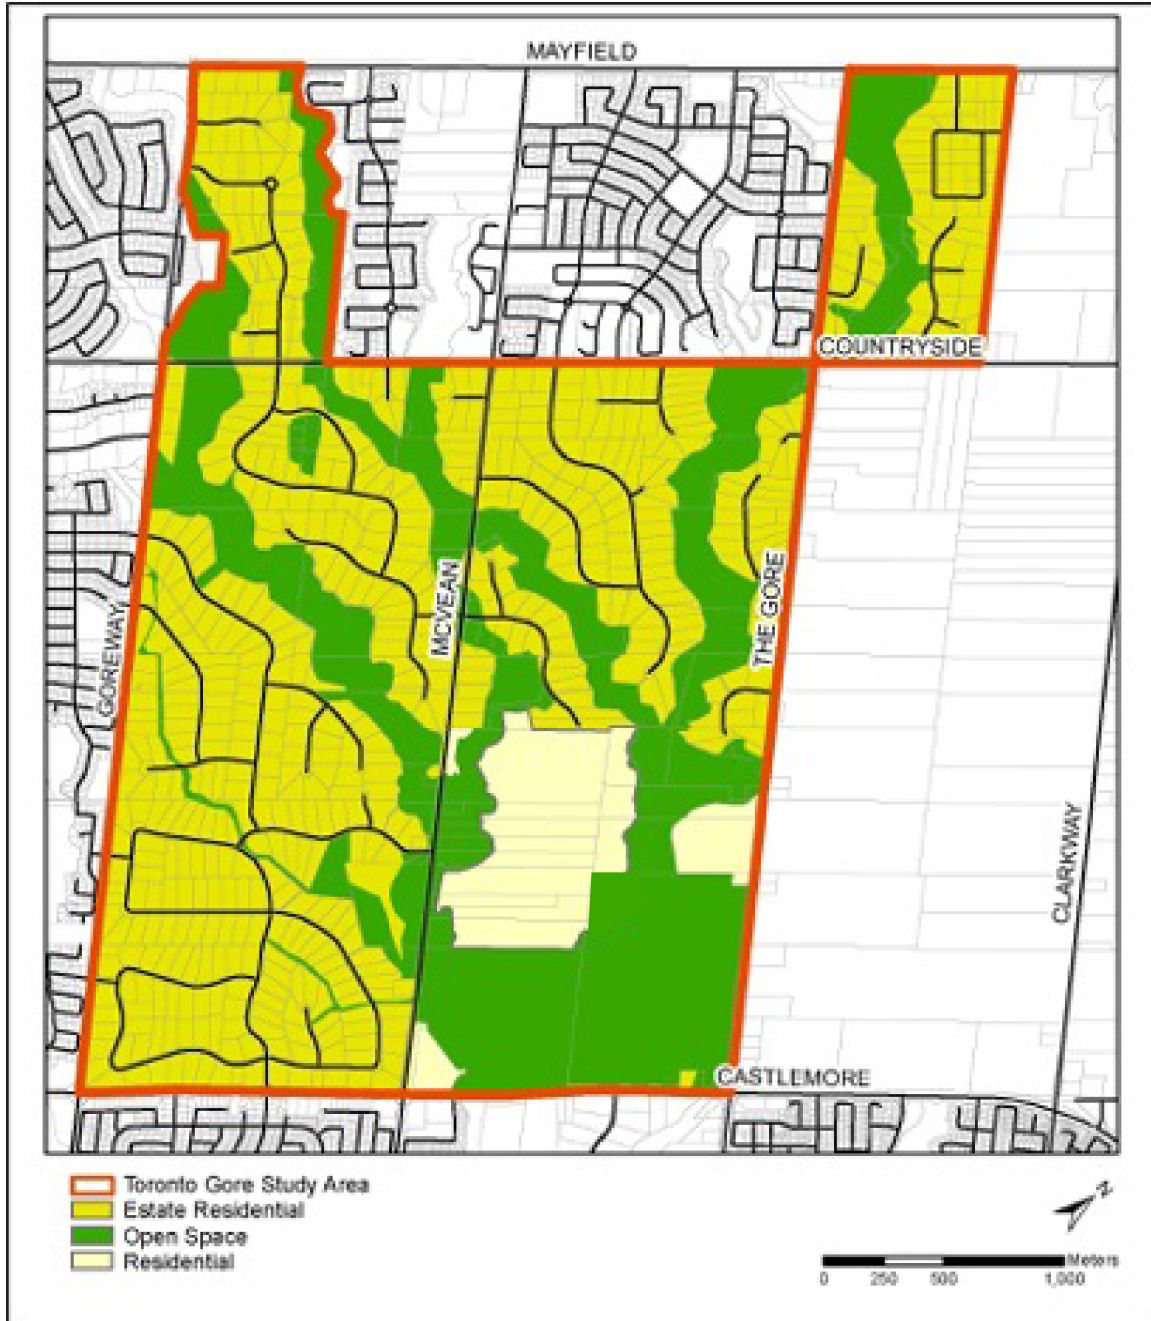 MAYFIELD
COUNTRYSIDE
MCVEAN
THE GORE
GOREWAY
CLARKWAY
CASTLEMORE
Toronto Gore Study Area
Estate Residential
Open Space
Residential
Z
Meters
0 250 500 1,000